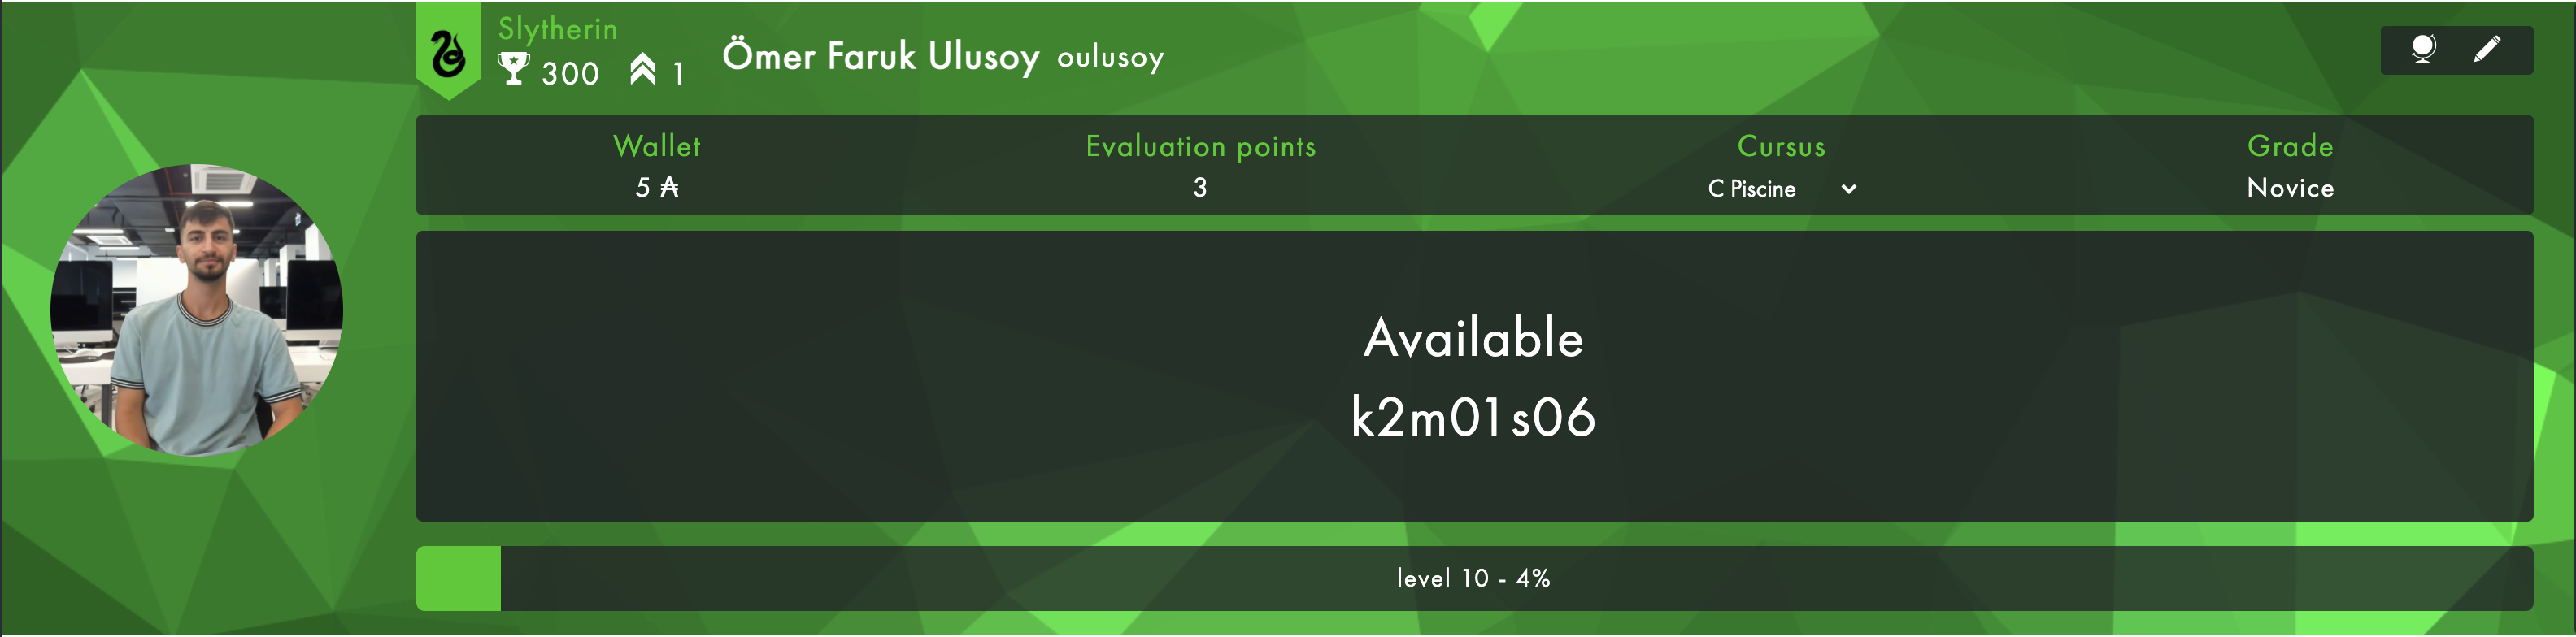 Slytherin
300 1
Ömer Faruk Ulusoy oulusoy
Wallet
5 ₳
Evaluation points
3
Cursus
C Piscine
Grade
Novice
Available
k2m01s06
level 10 - 4%